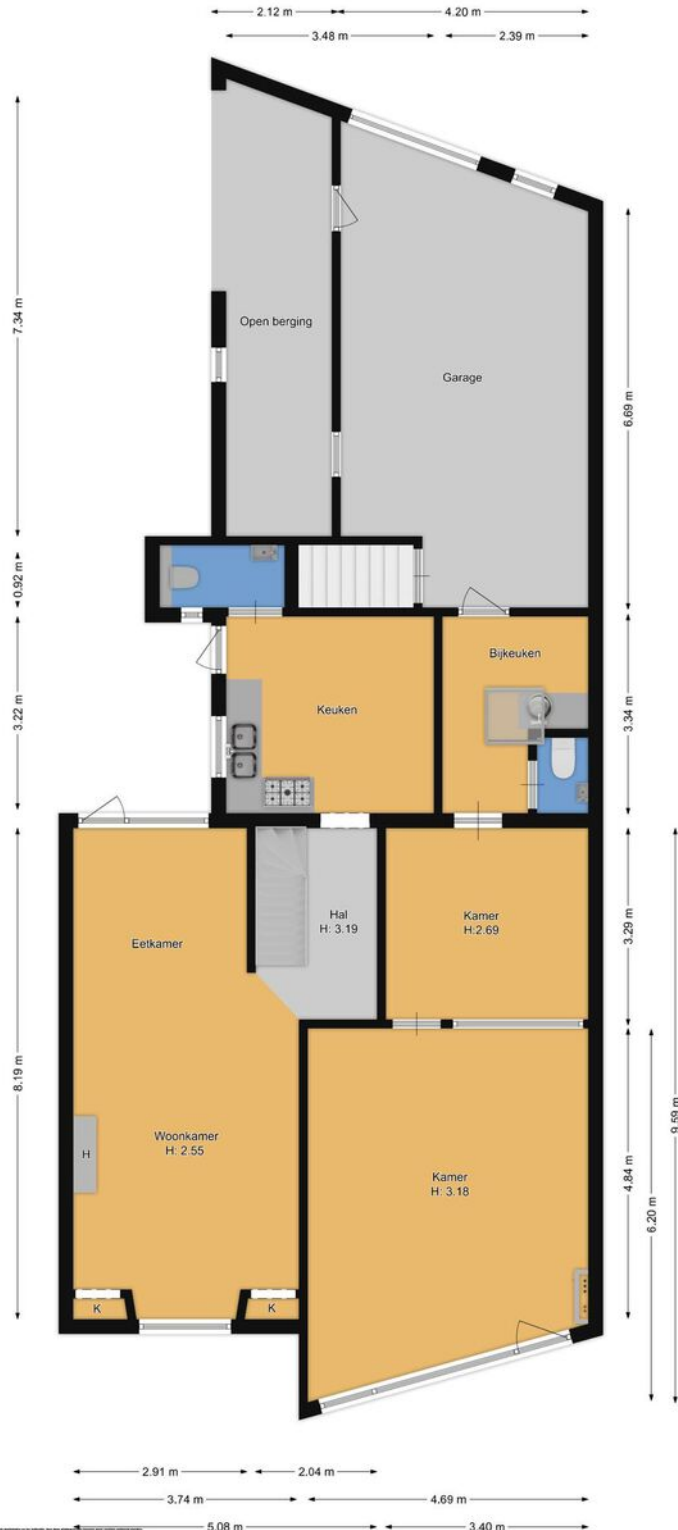 2.12 m
4.20 m
3.48 m
2.39 m
7.34 m
Open berging
Garage
6.69 m
0.92 m
3.22 m
Keuken
Bijkeuken
3.34 m
Eetkamer
Hal
H: 3.19
Kamer
H:2.69
3.29 m
8.19 m
Woonkamer
H: 2.55
H
Kamer
H: 3.18
4.84 m
6.20 m
9.59 m
K
K
2.91 m
2.04 m
3.74 m
4.69 m
5.08 m
3.40 m